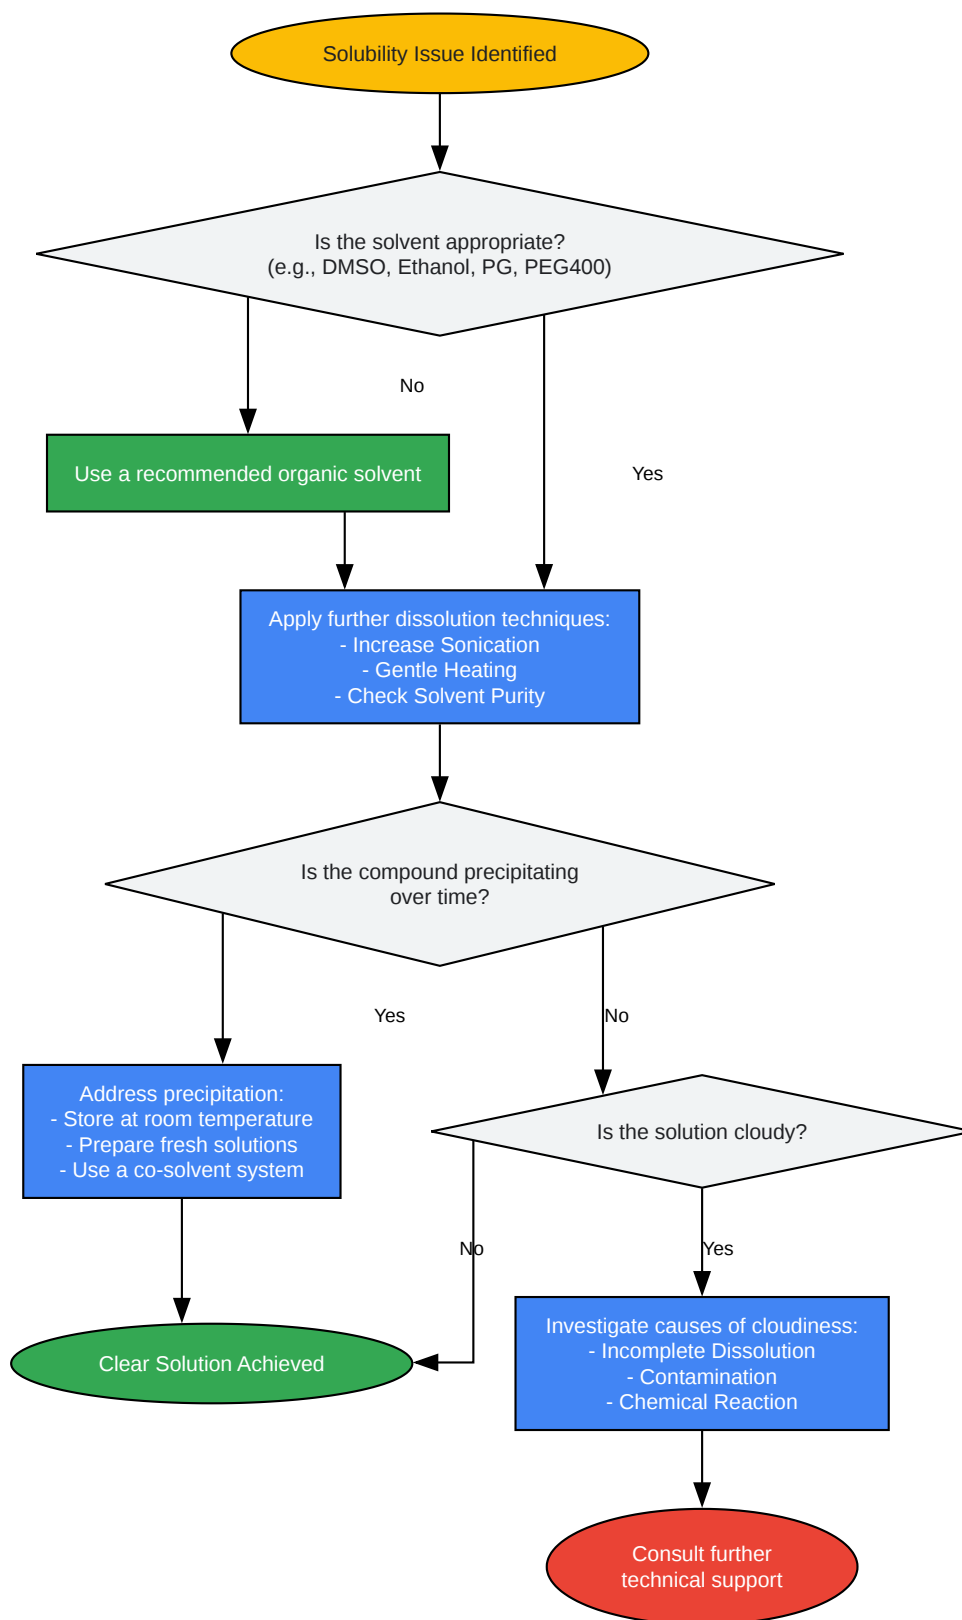 Solubility Issue Identified
Is the solvent appropriate?
(e.g., DMSO, Ethanol, PG, PEG400)
No
Use a recommended organic solvent
Yes
Apply further dissolution techniques:
- Increase Sonication
- Gentle Heating
- Check Solvent Purity
Is the compound precipitating
over time?
Yes
No
Address precipitation:
- Store at room temperature
- Prepare fresh solutions
- Use a co-solvent system
Is the solution cloudy?
No
Yes
Clear Solution Achieved
Investigate causes of cloudiness:
- Incomplete Dissolution
- Contamination
- Chemical Reaction
Consult further
technical support